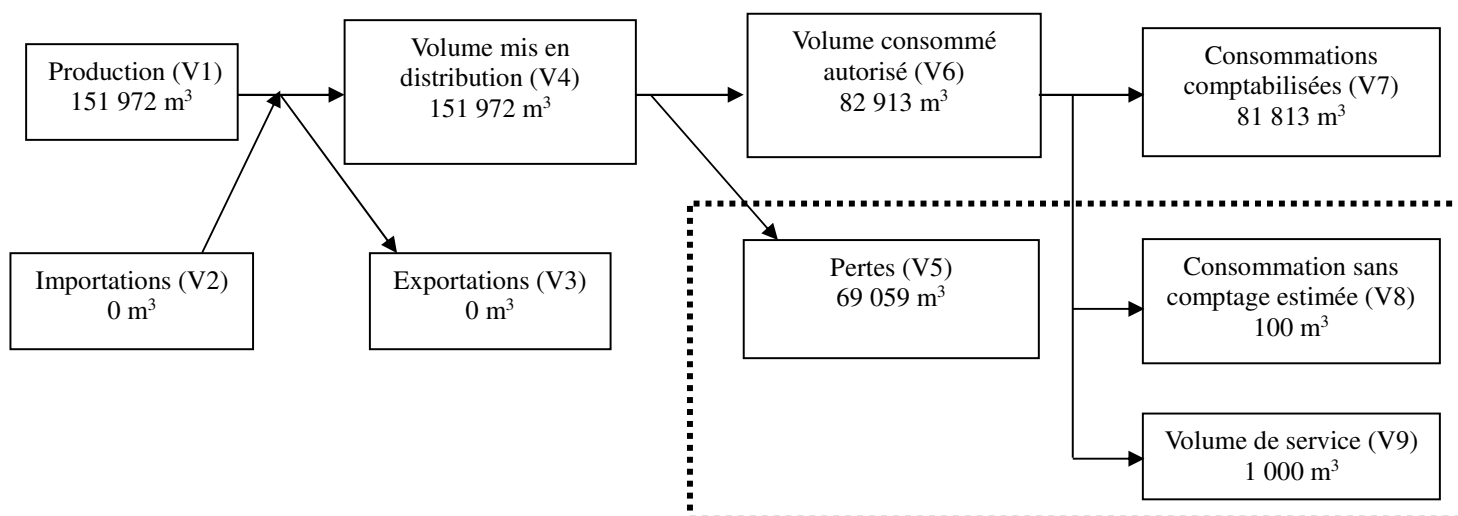 Production (V1)
151 972 m³
Volume mis en
distribution (V4)
151 972 m³
Volume consommé
autorisé (V6)
82 913 m³
Consommations
comptabilisées (V7)
81 813 m³
Importations (V2)
0 m³
Exportations (V3)
0 m³
Pertes (V5)
69 059 m³
Consommation sans
comptage estimée (V8)
100 m³
Volume de service (V9)
1 000 m³